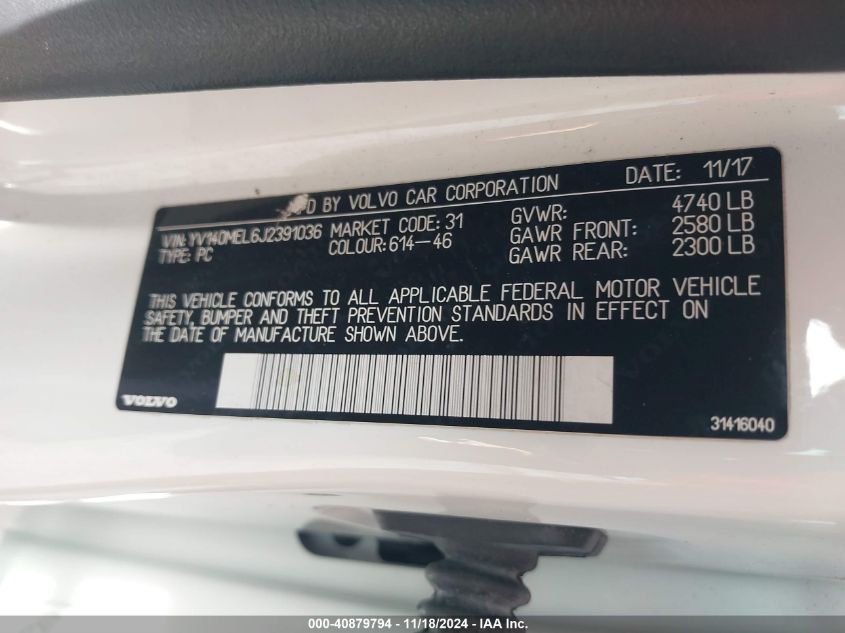 D BY VOLVO CAR CORPORATION DATE: 11/17
VIN: YV140MEL6J2391036 MARKET CODE: 31 GVWR: 4740 LB
TYPE: PC COLOUR: 614-46 GAWR FRONT: 2580 LB
GAWR REAR: 2300 LB
THIS VEHICLE CONFORMS TO ALL APPLICABLE FEDERAL MOTOR VEHICLE
SAFETY, BUMPER AND THEFT PREVENTION STANDARDS IN EFFECT ON
THE DATE OF MANUFACTURE SHOWN ABOVE.
VOLVO
31416040
000-40879794 - 11/18/2024 - IAA Inc.